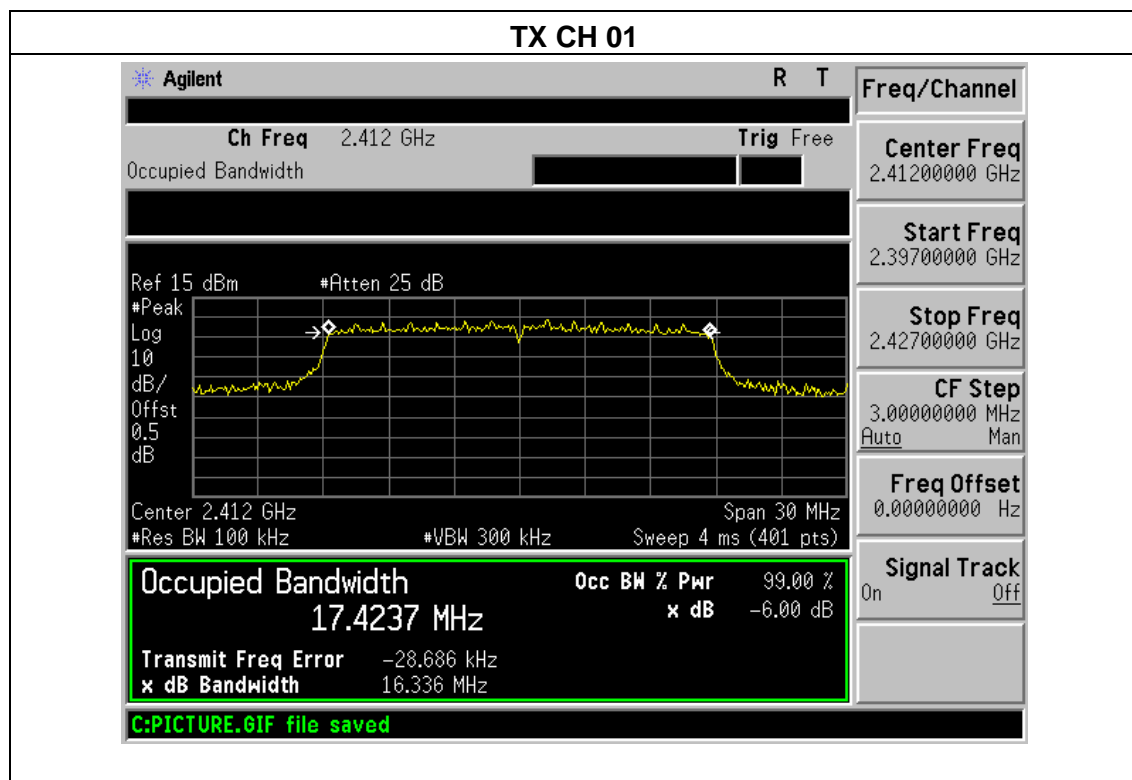 TX CH 01
Agilent R T
Freq/Channel
Ch Freq 2.412 GHz Trig Free
Occupied Bandwidth
Center Freq
2.41200000 GHz
Start Freq
2.39700000 GHz
Stop Freq
2.42700000 GHz
CF Step
3.00000000 MHz
Auto Man
Freq Offset
0.00000000 Hz
Signal Track
On Off
Ref 15 dBm #Atten 25 dB
#Peak
Log
10
dB/
Offst
0.5
dB
Center 2.412 GHz Span 30 MHz
#Res BW 100 kHz #VBW 300 kHz Sweep 4 ms (401 pts)
Occupied Bandwidth Occ BW % Pwr 99.00 %
17.4237 MHz x dB -6.00 dB
Transmit Freq Error -28.686 kHz
x dB Bandwidth 16.336 MHz
C:PICTURE.GIF file saved